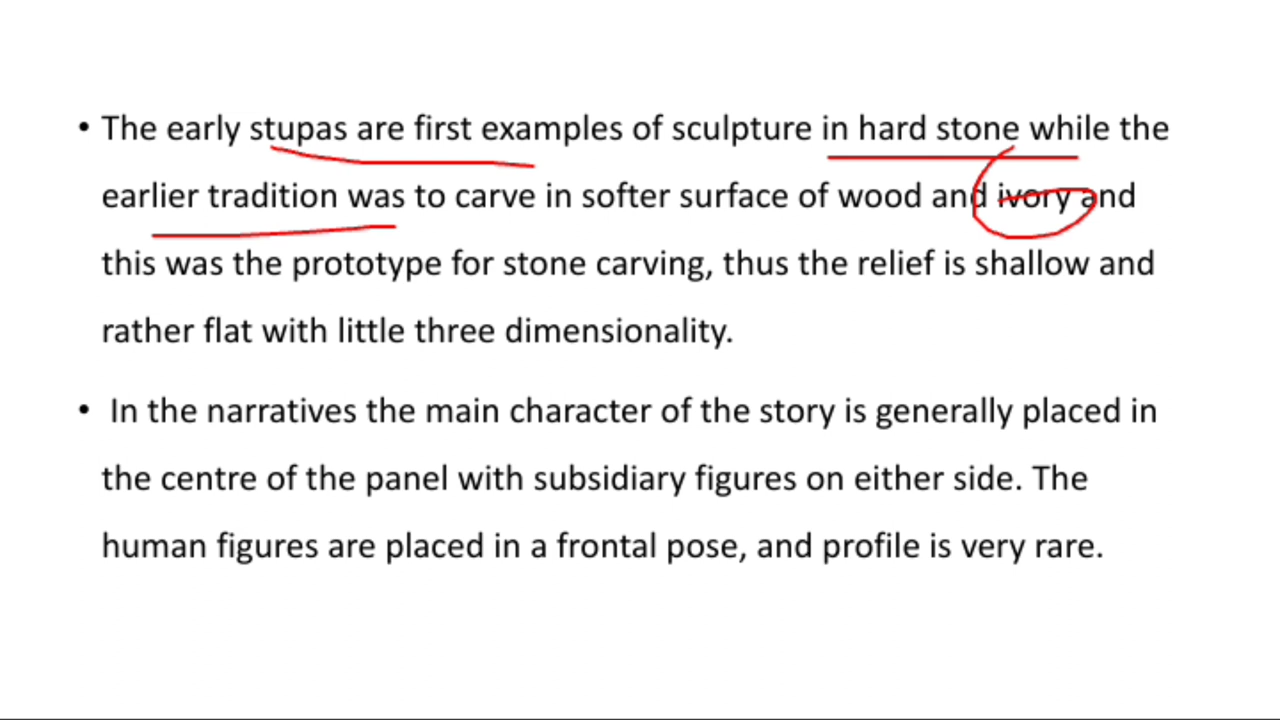 • The early stupas are first examples of sculpture in hard stone while the
earlier tradition was to carve in softer surface of wood and ivory and
this was the prototype for stone carving, thus the relief is shallow and
rather flat with little three dimensionality.
• In the narratives the main character of the story is generally placed in
the centre of the panel with subsidiary figures on either side. The
human figures are placed in a frontal pose, and profile is very rare.